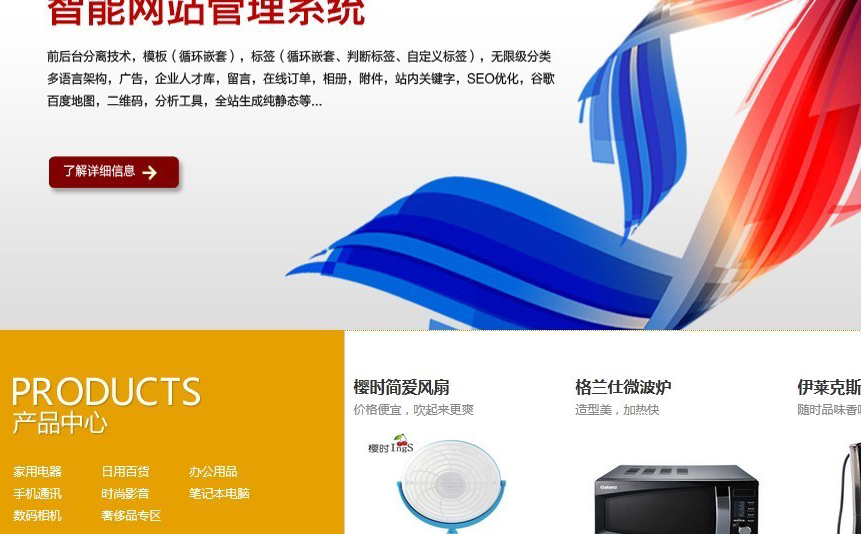 智能网站管理系统
前后台分离技术，模板（循环嵌套），标签（循环嵌套、判断标签、自定义标签），无限级分类
多语言架构，广告，企业人才库，留言，在线订单，相册，附件，站内关键字，SEO优化，谷歌
百度地图，二维码，分析工具，全站生成纯静态等...
了解详细信息
PRODUCTS
产品中心
家用电器 日用百货 办公用品
手机通讯 时尚影音 笔记本电脑
数码相机 奢侈品专区
樱时简爱风扇
价格便宜，吹起来更爽
樱时IngS
格兰仕微波炉
造型美，加热快
Galanz
伊莱克斯
随时品味香